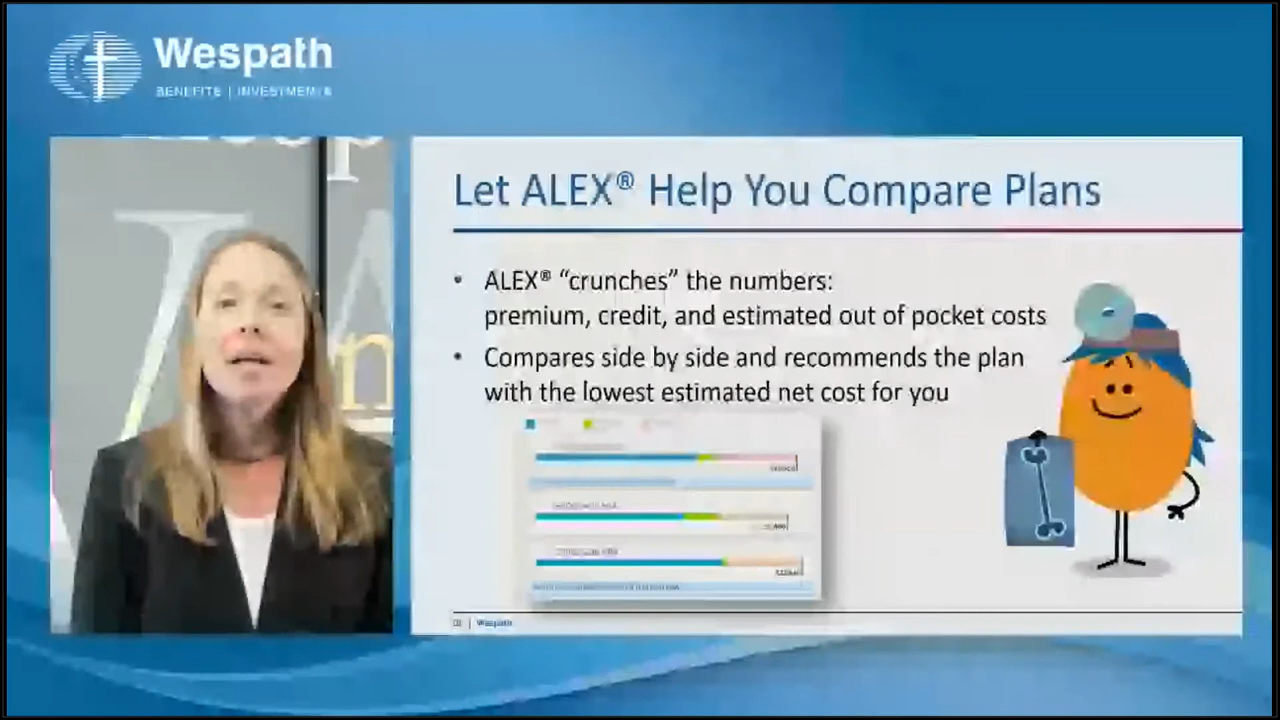 Wespath
BENEFITS | INVESTMENTS
Let ALEX® Help You Compare Plans
• ALEX® “crunches” the numbers:
premium, credit, and estimated out of pocket costs
• Compares side by side and recommends the plan
with the lowest estimated net cost for you
| Wespath